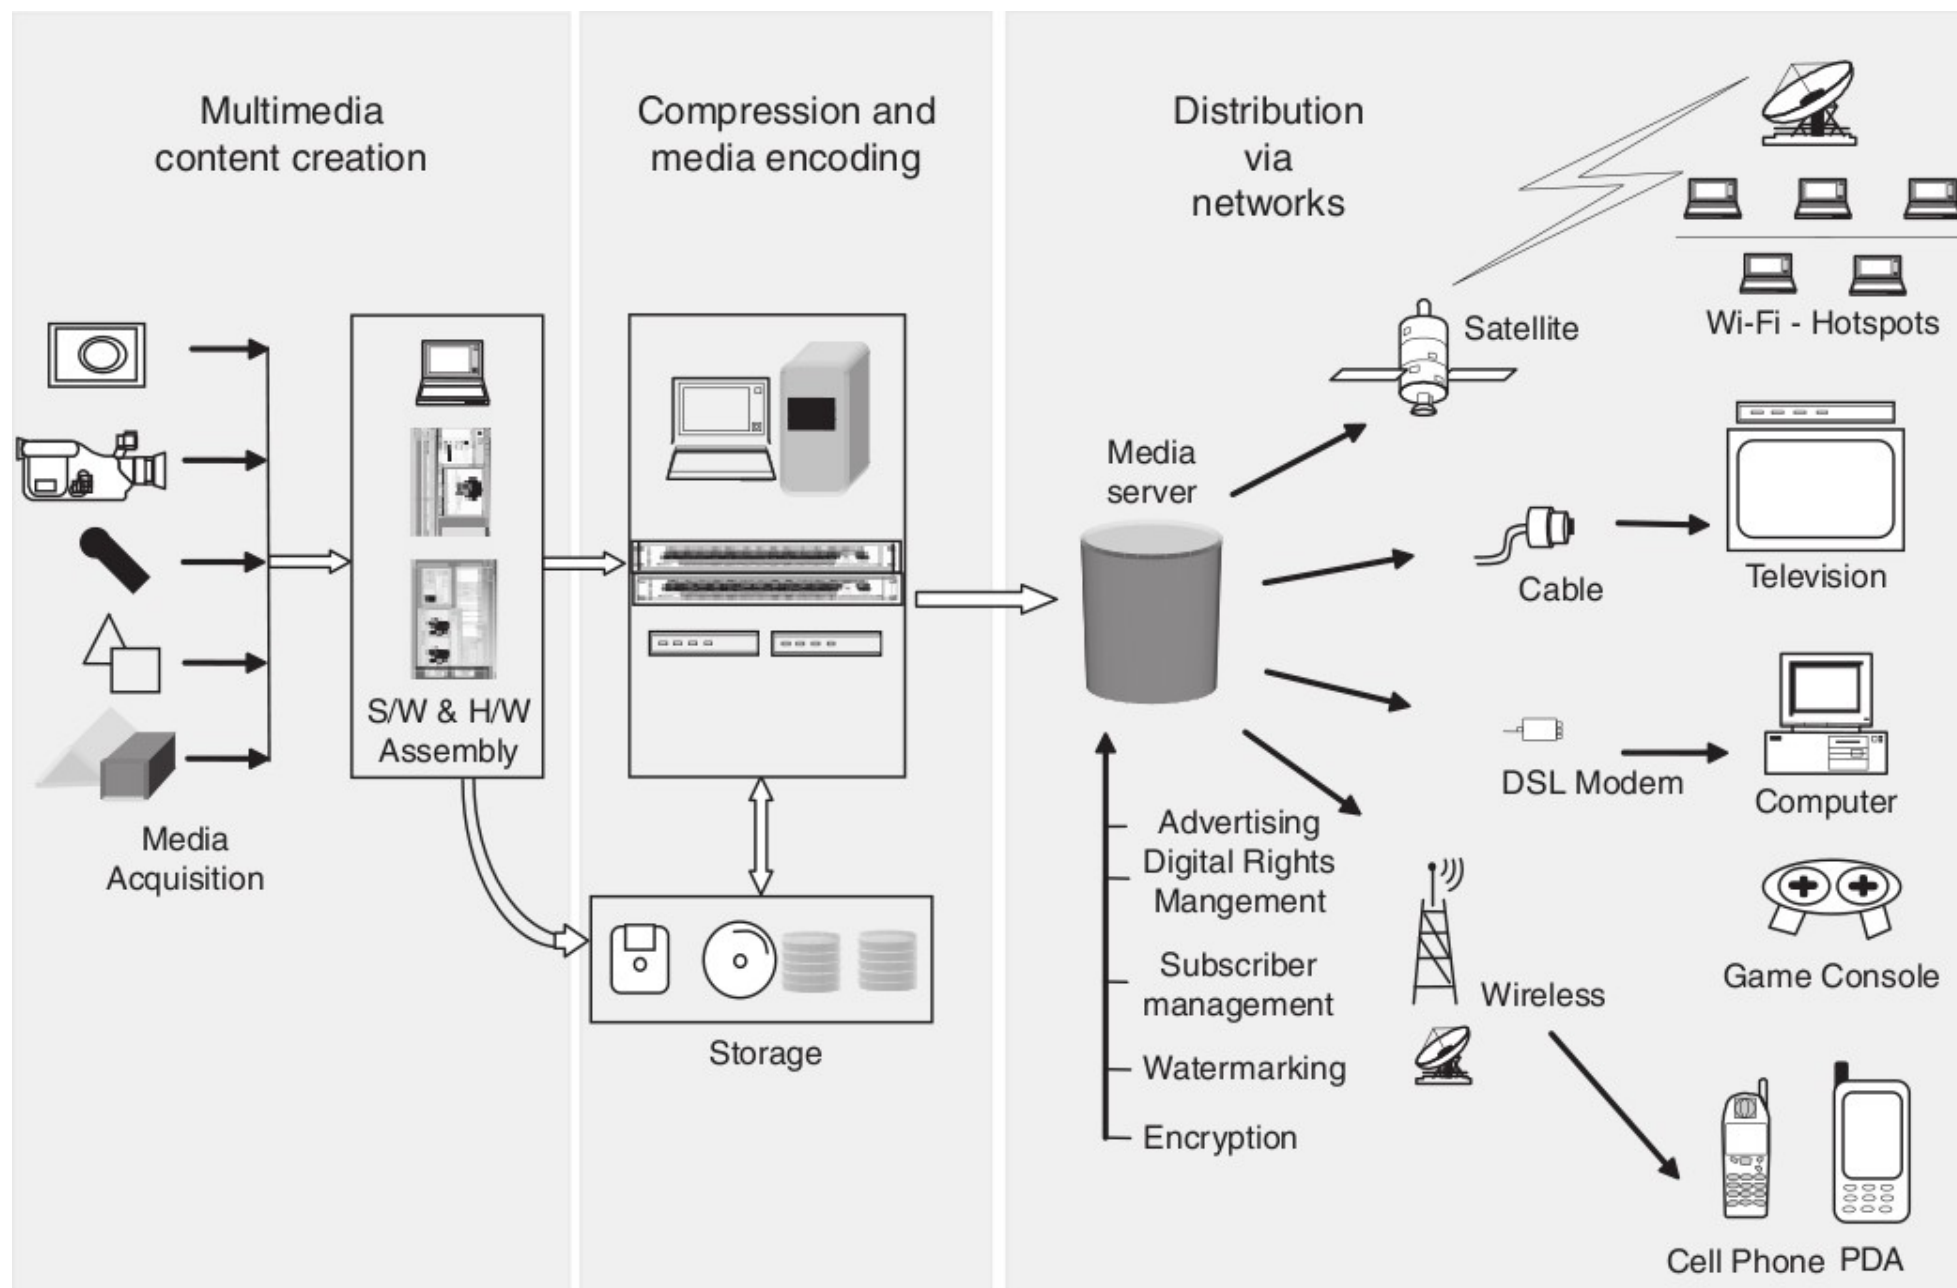 Multimedia
content creation
Compression and
media encoding
Distribution
via
networks
Satellite
Wi-Fi - Hotspots
Media
server
Cable
Television
S/W & H/W
Assembly
DSL Modem
Computer
Media
Acquisition
Advertising
Digital Rights
Mangement
Subscriber
management
Wireless
Game Console
Storage
Watermarking
Encryption
Cell Phone
PDA